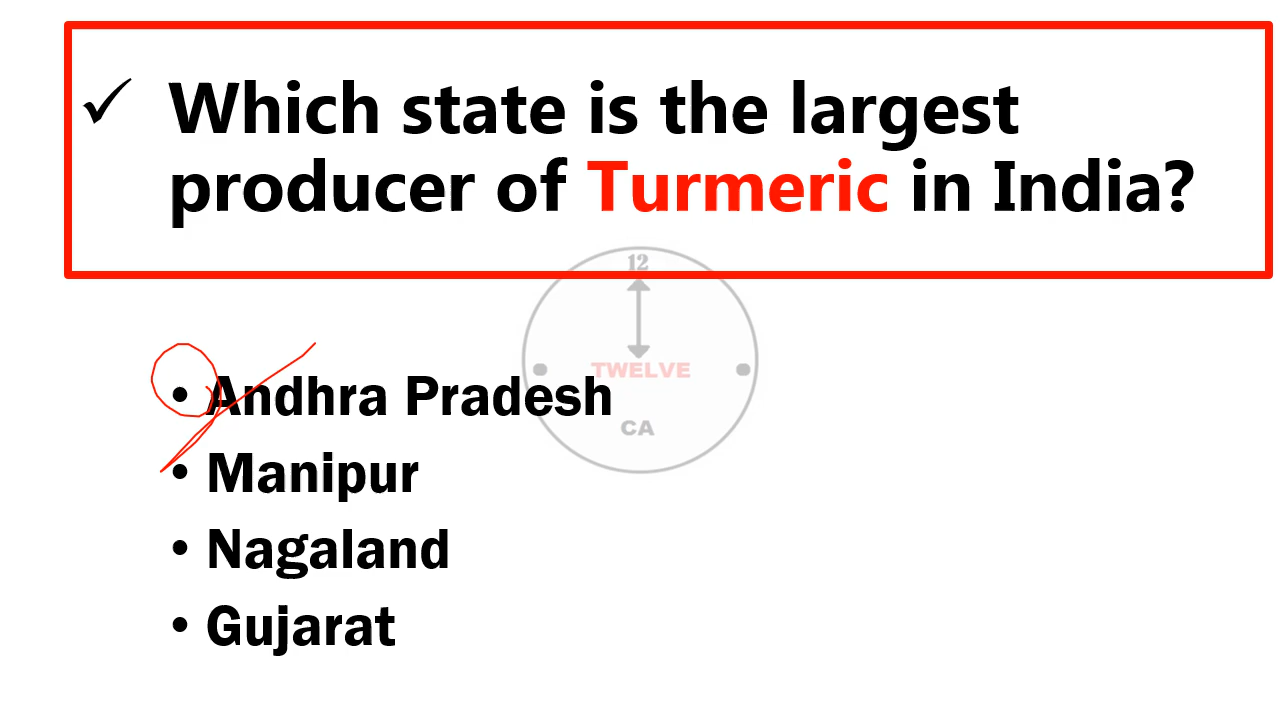 ✓ Which state is the largest
producer of Turmeric in India?
12
TWELVE
CA
• Andhra Pradesh
• Manipur
• Nagaland
• Gujarat